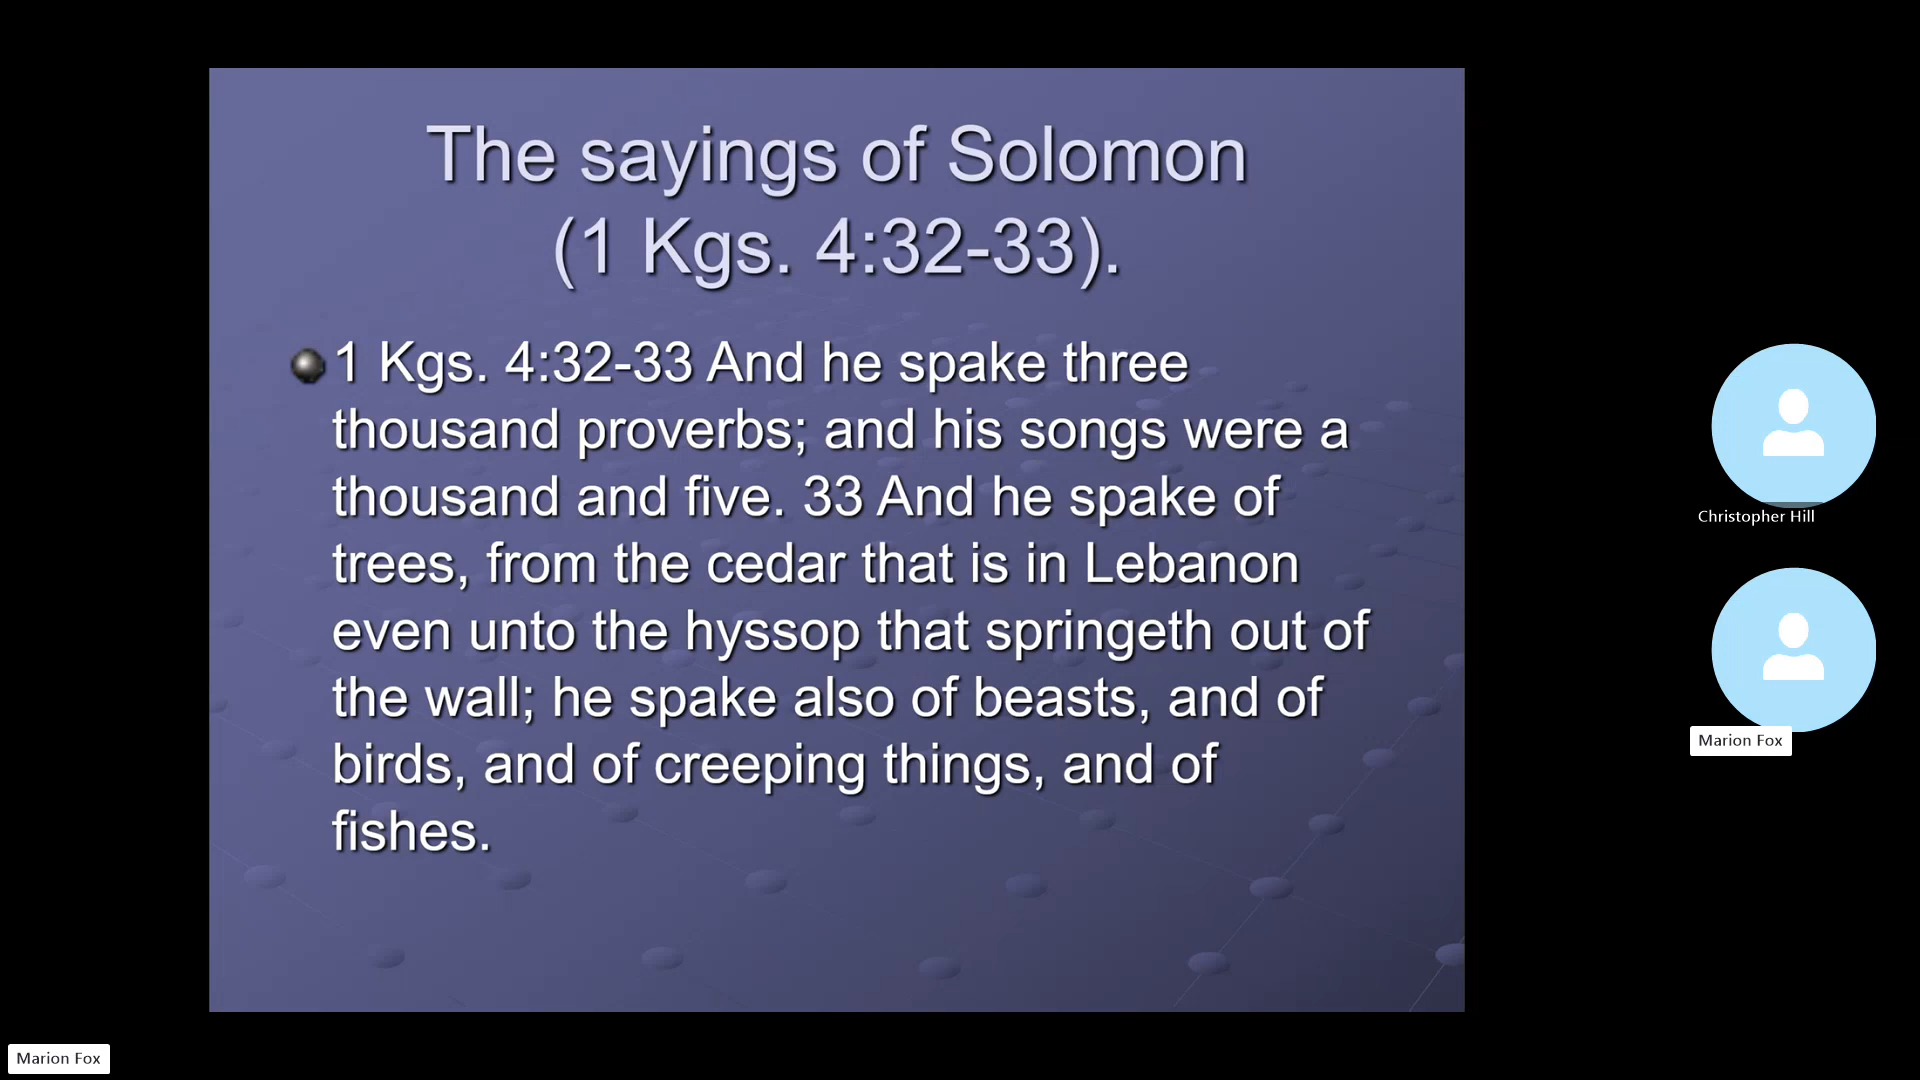 The sayings of Solomon
(1 Kgs. 4:32-33).
1 Kgs. 4:32-33 And he spake three
thousand proverbs; and his songs were a
thousand and five. 33 And he spake of
trees, from the cedar that is in Lebanon
even unto the hyssop that springeth out of
the wall; he spake also of beasts, and of
birds, and of creeping things, and of
fishes.
Christopher Hill
Marion Fox
Marion Fox